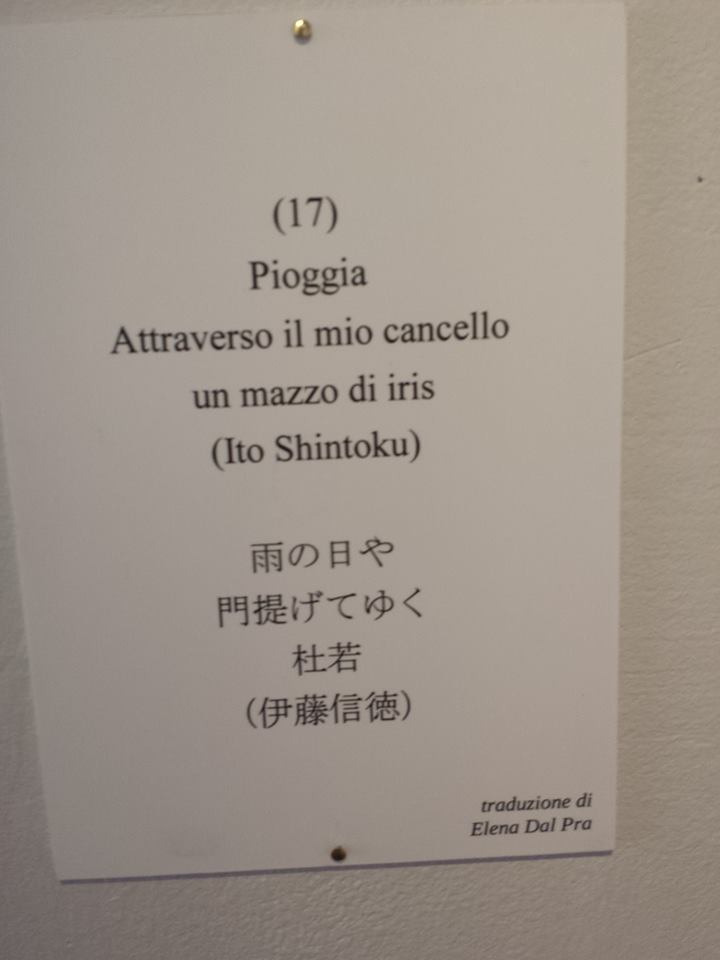 (17)
Pioggia
Attraverso il mio cancello
un mazzo di iris
(Ito Shintoku)
雨の日や
門提げてゆく
杜若
（伊藤信徳）
traduzione di
Elena Dal Pra